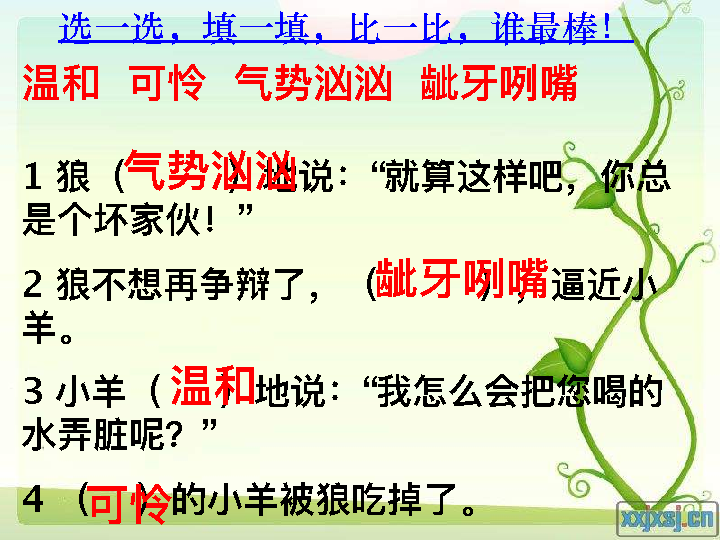 选一选，填一填，比一比，谁最棒！
温和 可怜 气势汹汹 龇牙咧嘴
1 狼（气势汹汹）地说：“就算这样吧，你总
是个坏家伙！”
2 狼不想再争辩了，（龇牙咧嘴），逼近小
羊。
3 小羊（温和）地说：“我怎么会把您喝的
水弄脏呢？”
4 （可怜）的小羊被狼吃掉了。
xxjxsj.cn